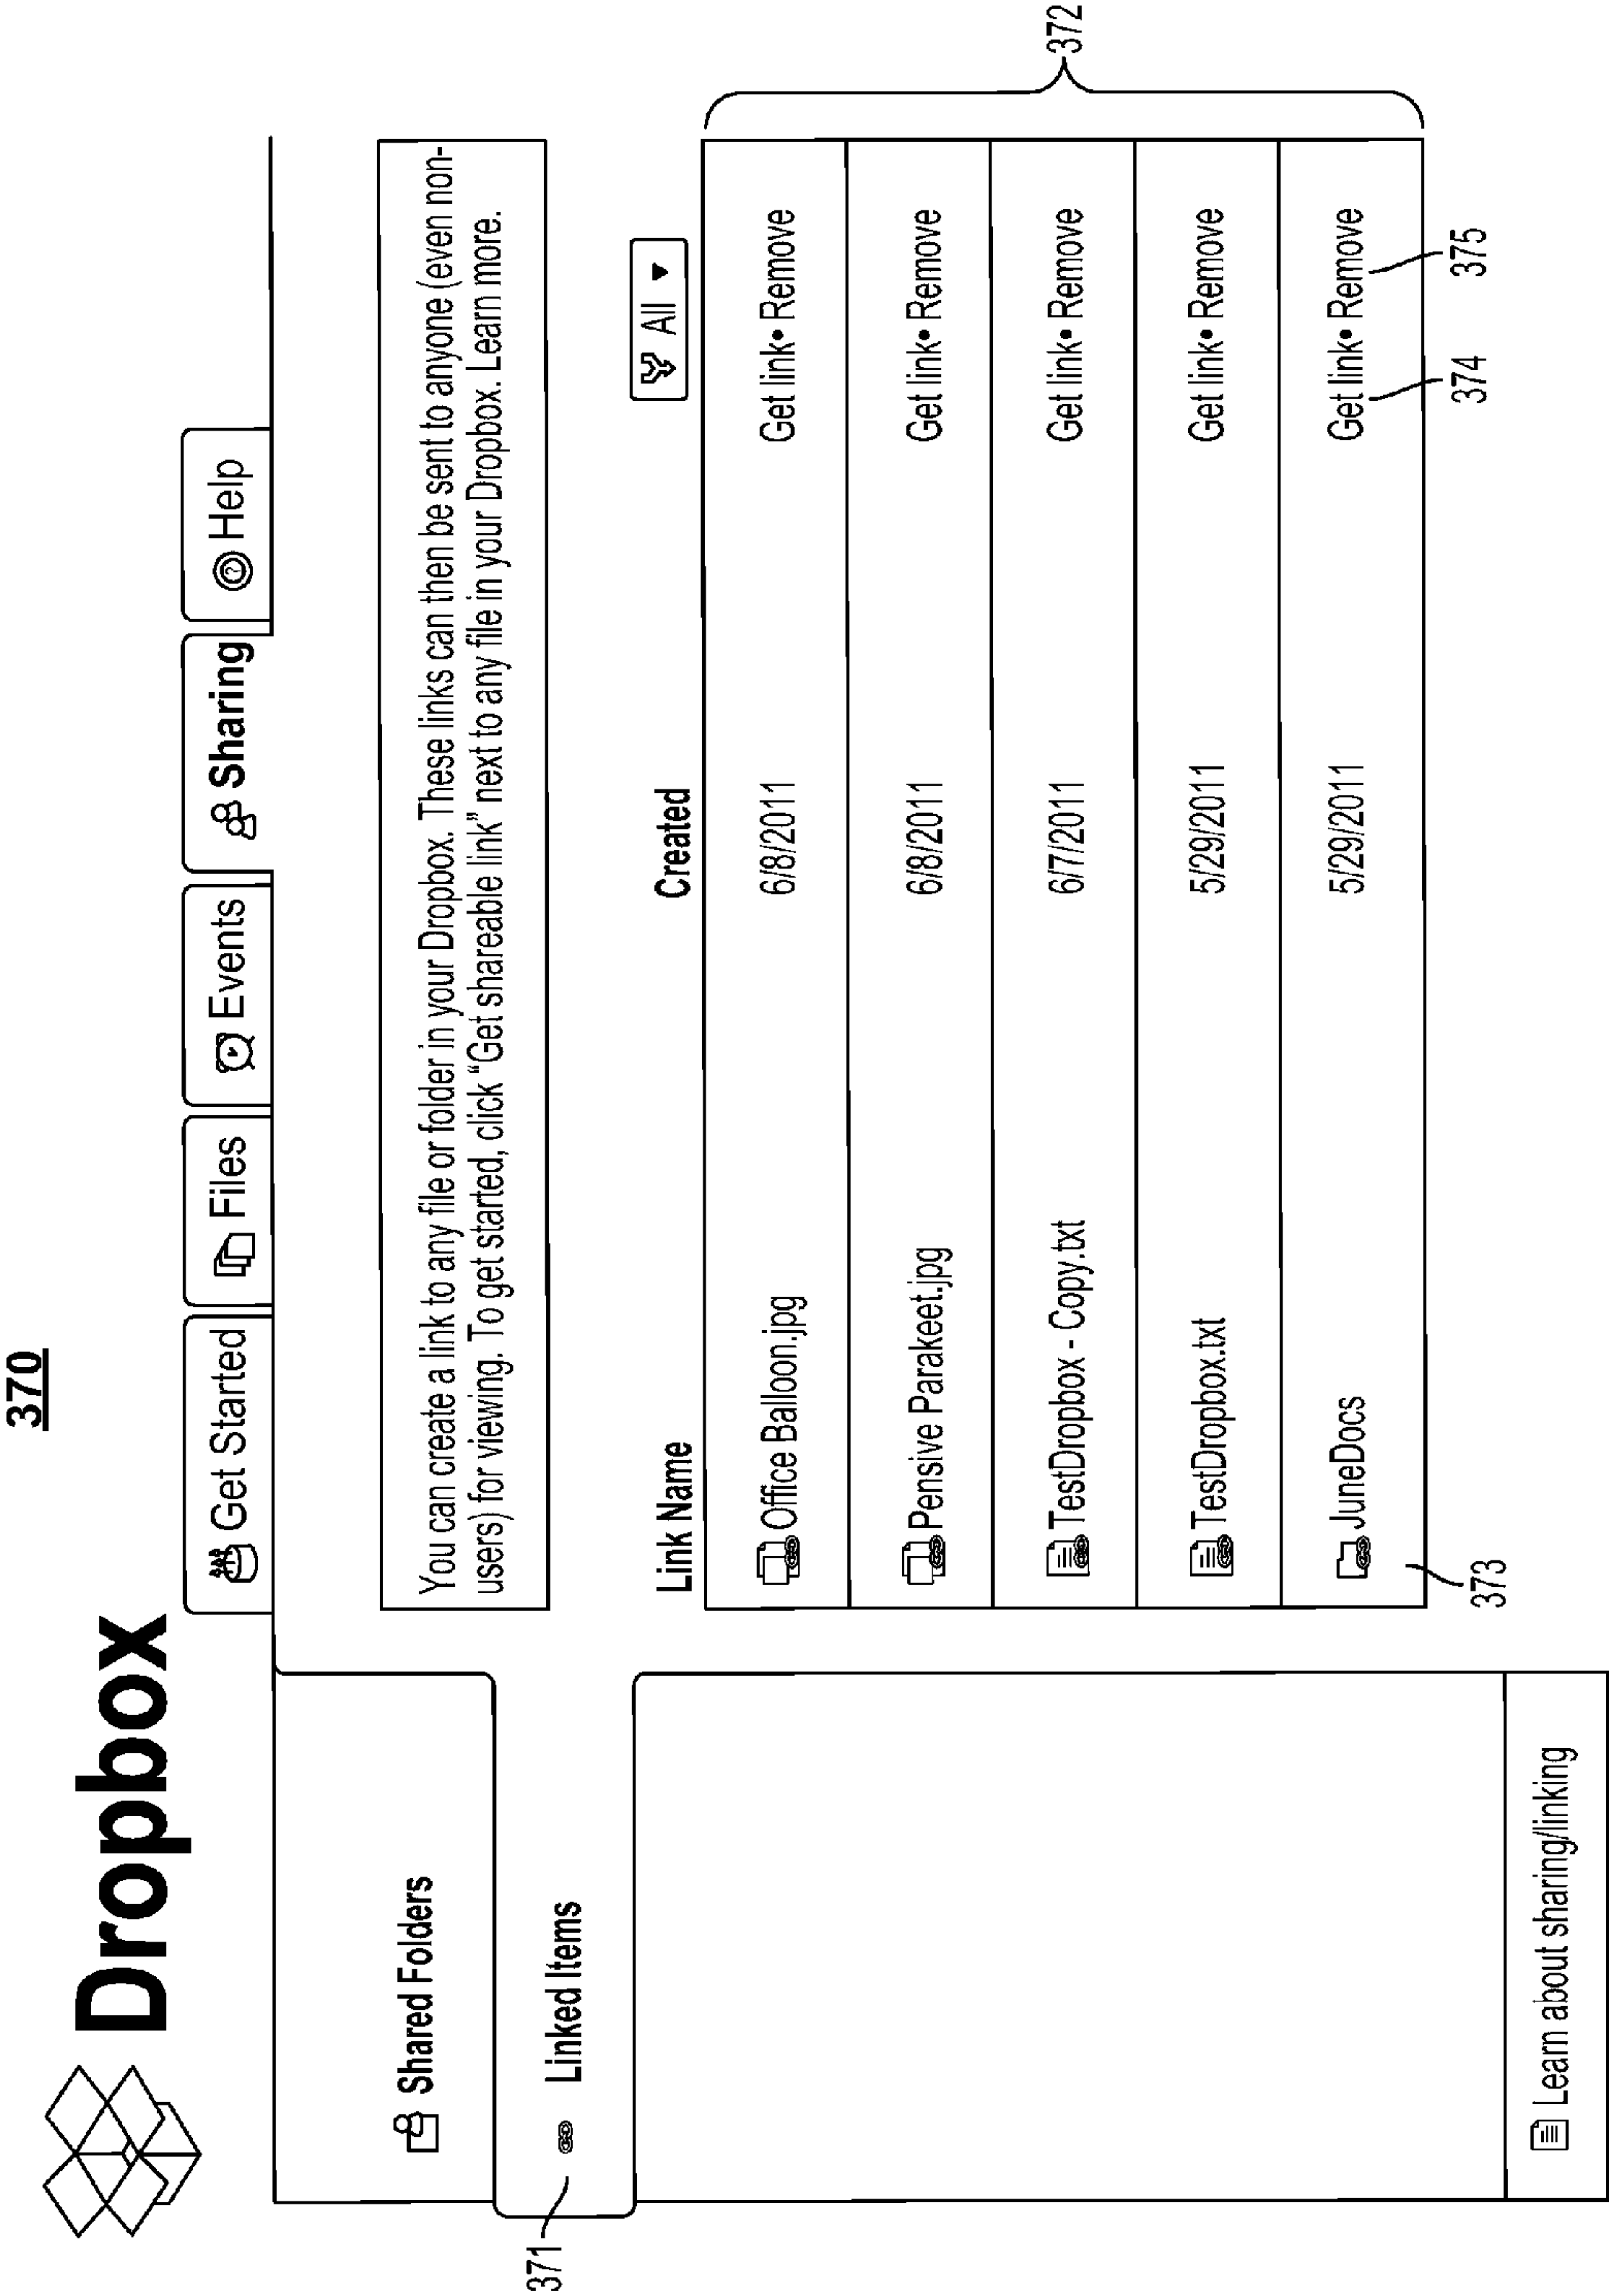 370
Dropbox
Get Started
Files
Events
Sharing
Help
Shared Folders
371
Linked Items
Learn about sharing/linking
You can create a link to any file or folder in your Dropbox. These links can then be sent to anyone (even non-
users) for viewing. To get started, click “Get shareable link” next to any file in your Dropbox. Learn more.
All
Link Name Created
Office Balloon.jpg 6/8/2011 Get link • Remove
Pensive Parakeet.jpg 6/8/2011 Get link • Remove
TestDropbox - Copy.txt 6/7/2011 Get link • Remove
TestDropbox.txt 5/29/2011 Get link • Remove
JuneDocs 5/29/2011 Get link • Remove
372
373
374
375